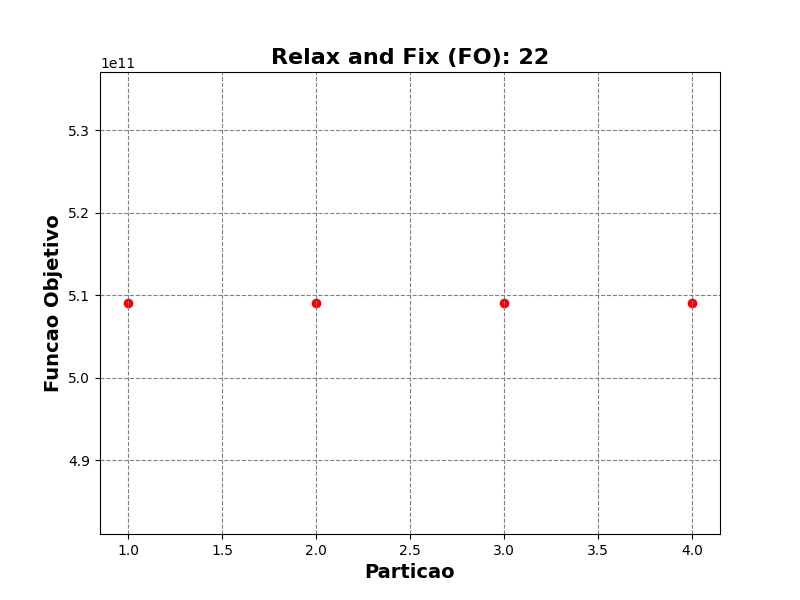 Relax and Fix (FO): 22
1e11
5.3
5.2
5.1
5.0
4.9
Funcao Objetivo
1.0 1.5 2.0 2.5 3.0 3.5 4.0
Particao